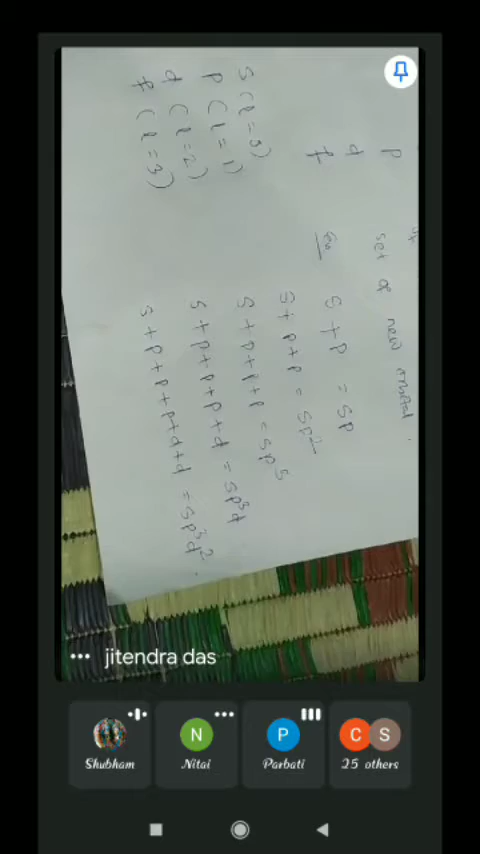 p
d
f
set of new orbital.
Ex
s + p = sp
s + p + p = sp2
s + p + p + p = sp3
s + p + p + p + d = sp3d
s + p + p + p + d + d = sp3d2.
s (l = 0)
p (l = 1)
d (l = 2)
f (l = 3)
jitendra das
Shubham
N
Nitai
P
Parbati
C S
25 others